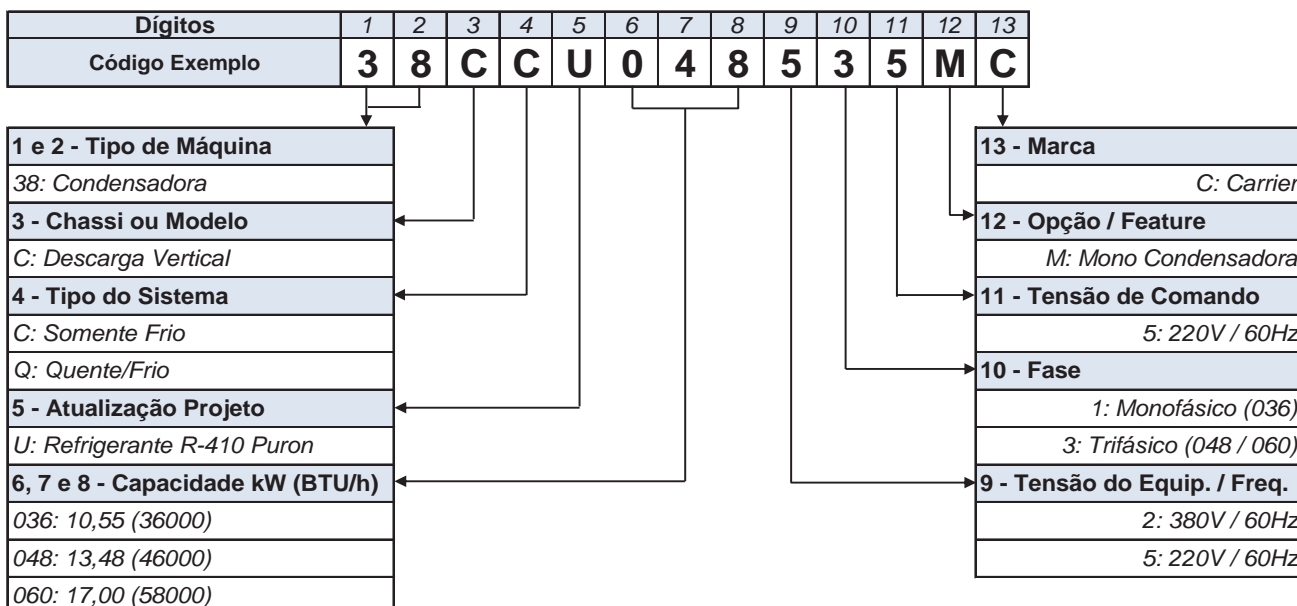 Dígitos 1 2 3 4 5 6 7 8 9 10 11 12 13
Código Exemplo 3 8 C C U 0 4 8 5 3 5 M C
1 e 2 - Tipo de Máquina
38: Condensadora
3 - Chassi ou Modelo
C: Descarga Vertical
4 - Tipo do Sistema
C: Somente Frio
Q: Quente/Frio
5 - Atualização Projeto
U: Refrigerante R-410 Puron
6, 7 e 8 - Capacidade kW (BTU/h)
036: 10,55 (36000)
048: 13,48 (46000)
060: 17,00 (58000)
13 - Marca
C: Carrier
12 - Opção / Feature
M: Mono Condensadora
11 - Tensão de Comando
5: 220V / 60Hz
10 - Fase
1: Monofásico (036)
3: Trifásico (048 / 060)
9 - Tensão do Equip. / Freq.
2: 380V / 60Hz
5: 220V / 60Hz